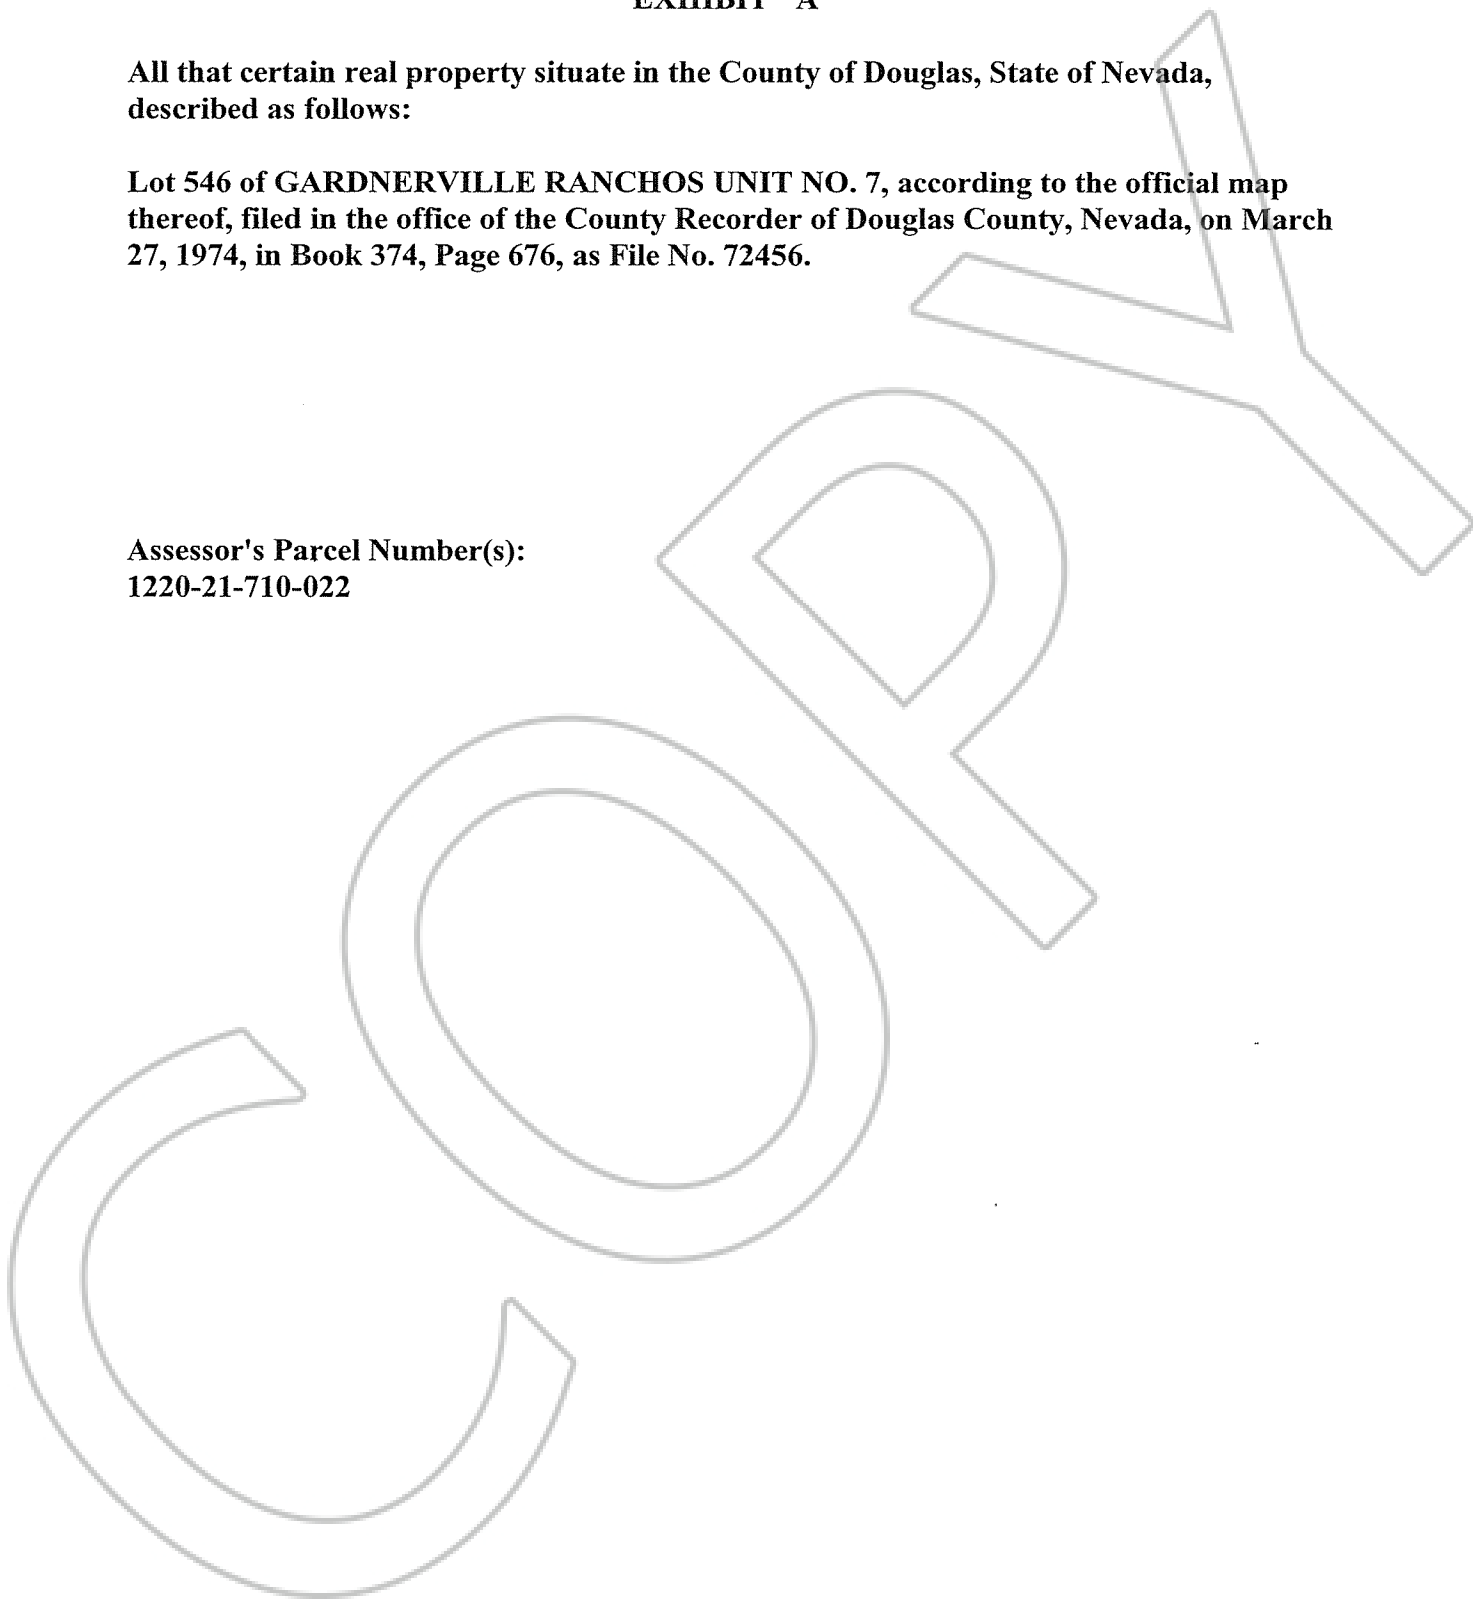 EXHIBIT "A"
All that certain real property situate in the County of Douglas, State of Nevada,
described as follows:
Lot 546 of GARDNERVILLE RANCHOS UNIT NO. 7, according to the official map
thereof, filed in the office of the County Recorder of Douglas County, Nevada, on March
27, 1974, in Book 374, Page 676, as File No. 72456.
Assessor's Parcel Number(s):
1220-21-710-022
COPY